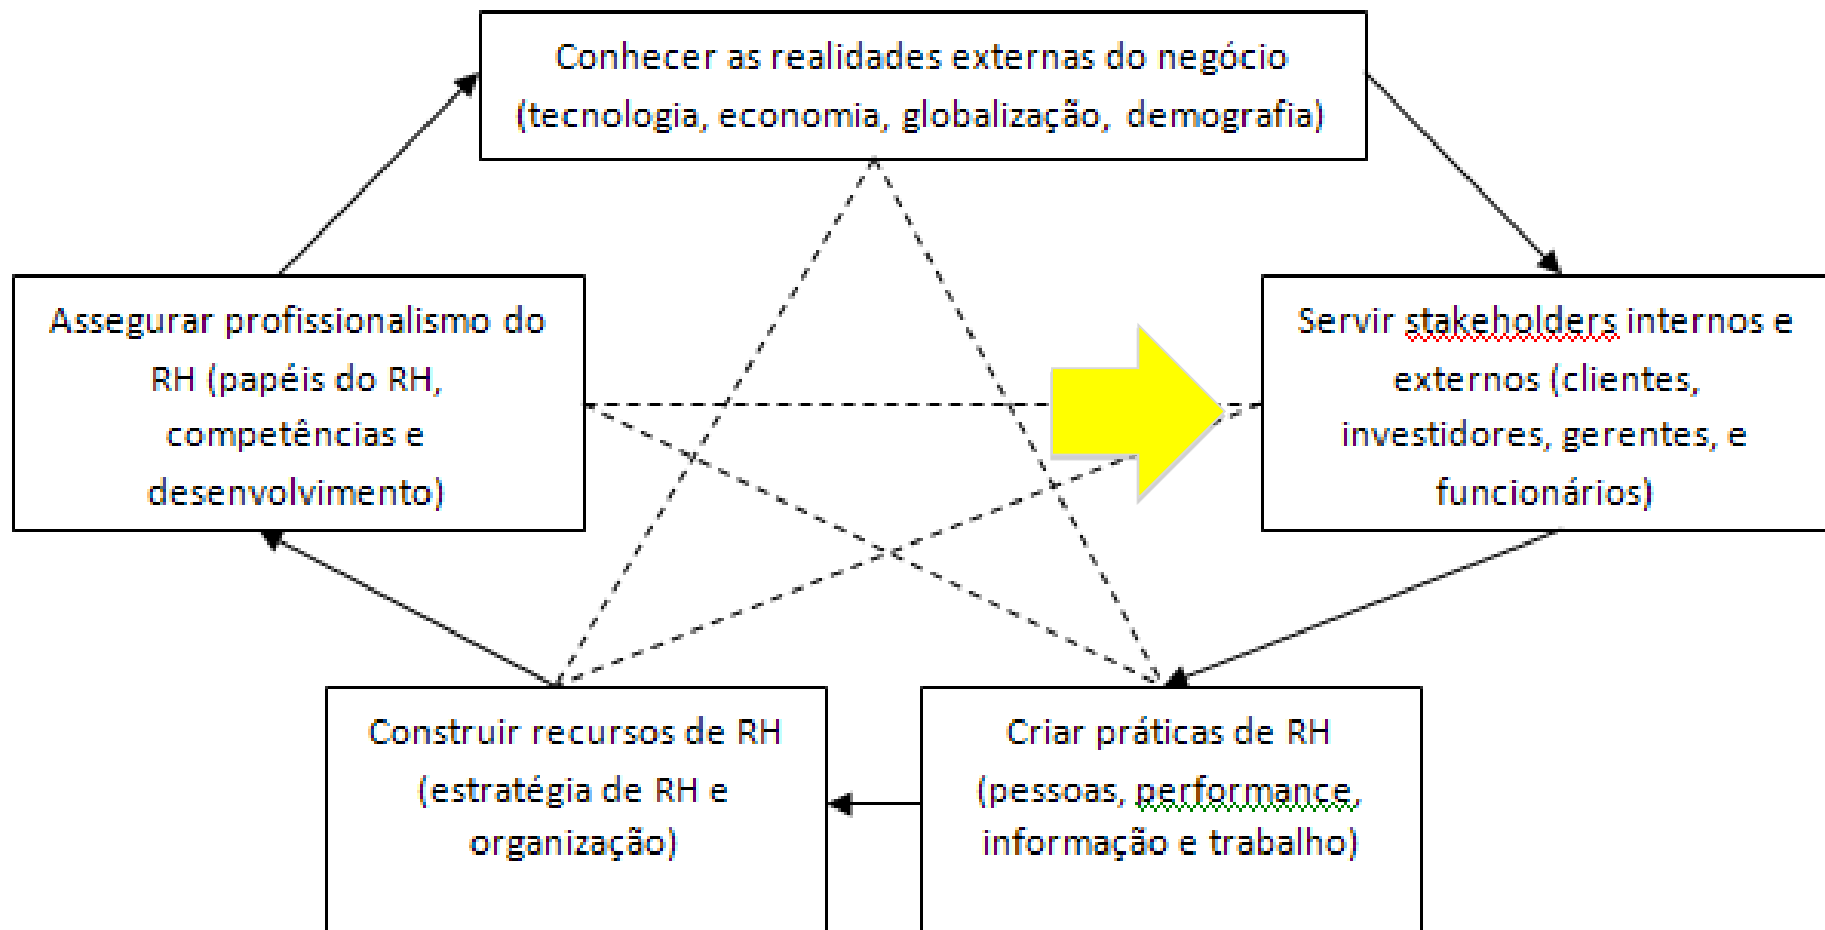 Conhecer as realidades externas do negócio
(tecnologia, economia, globalização, demografia)
Assegurar profissionalismo do
RH (papéis do RH,
competências e
desenvolvimento)
Servir stakeholders internos e
externos (clientes,
investidores, gerentes, e
funcionários)
Construir recursos de RH
(estratégia de RH e
organização)
Criar práticas de RH
(pessoas, performance,
informação e trabalho)